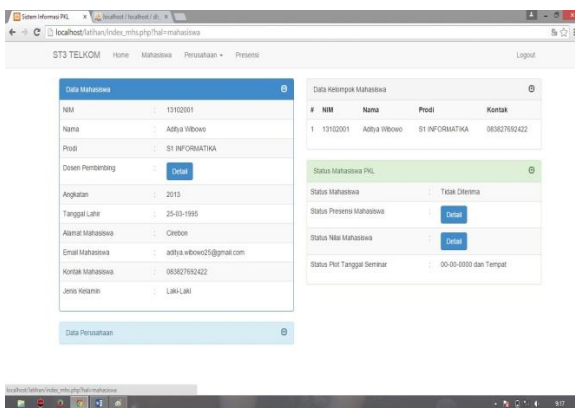 Sistem Informasi PKL
localhost / localhost / db_
localhost/latihan/index_mhs.php?hal=mahasiswa
ST3 TELKOM Home Mahasiswa Perusahaan Presensi Logout
Data Mahasiswa
NIM : 13102001
Nama : Aditya Wibowo
Prodi : S1 INFORMATIKA
Dosen Pembimbing : Detail
Angkatan : 2013
Tanggal Lahir : 25-03-1995
Alamat Mahasiswa : Cirebon
Email Mahasiswa : aditya.wibowo25@gmail.com
Kontak Mahasiswa : 083827692422
Jenis Kelamin : Laki-Laki
Data Perusahaan
Data Kelompok Mahasiswa
# NIM Nama Prodi Kontak
1 13102001 Aditya Wibowo S1 INFORMATIKA 083827692422
Status Mahasiswa PKL
Status Mahasiswa : Tidak Diterima
Status Presensi Mahasiswa : Detail
Status Nilai Mahasiswa : Detail
Status Plot Tanggal Seminar : 00-00-0000 dan Tempat
localhost/latihan/index_mhs.php?hal=mahasiswa
9:17